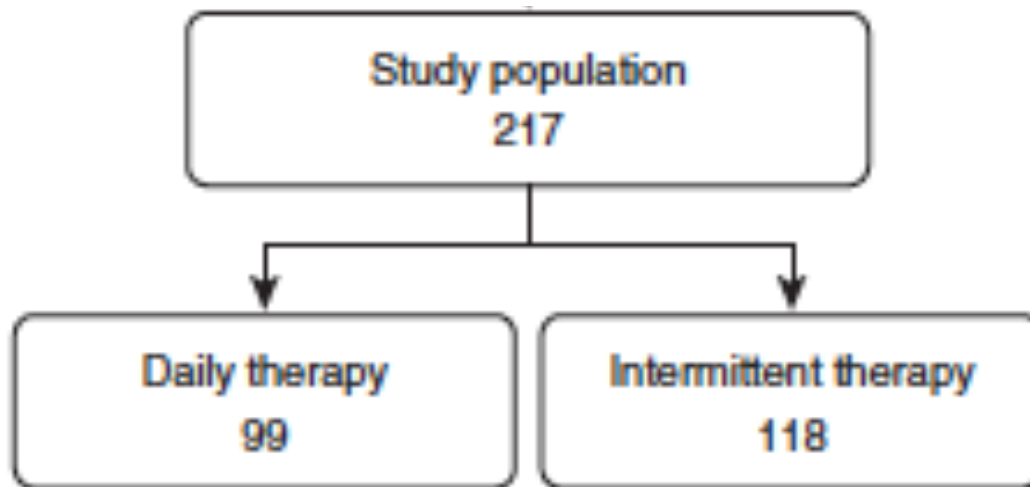 Study population
217
Daily therapy
99
Intermittent therapy
118